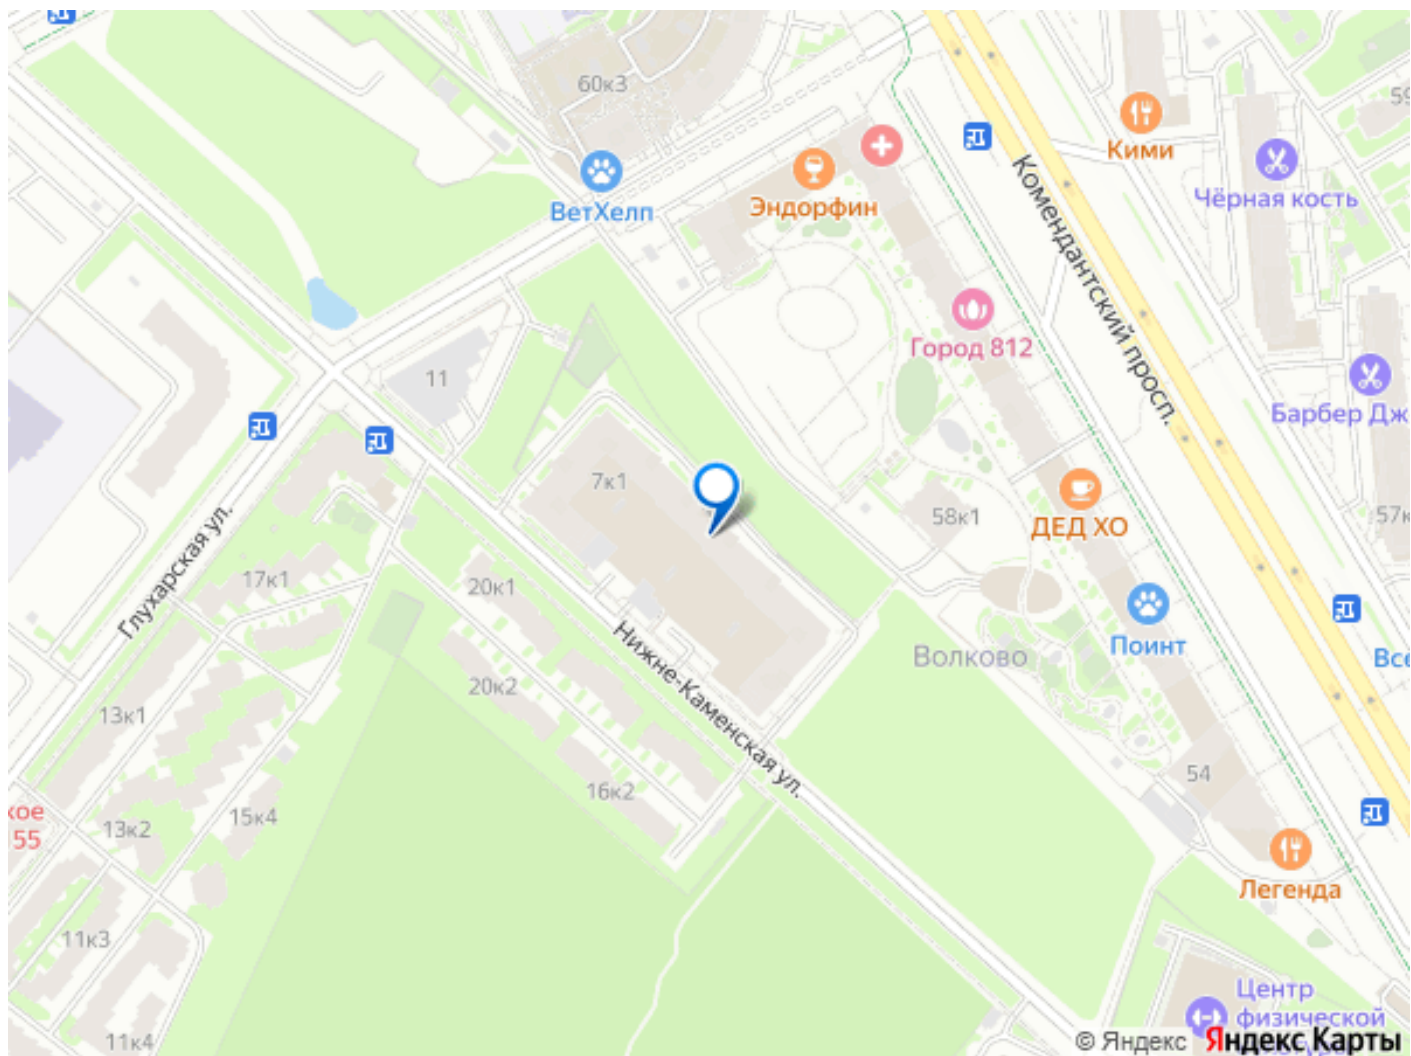 60к3
59
Кими
ВетХелп
Эндорфин
Чёрная кость
Комендантский просп.
Город 812
11
Барбер Дж
7к1
58к1
ДЕД ХО
57к
Глухарская ул.
17к1
20к1
Нижне-Каменская ул.
Поинт
Волково
Все
20к2
13к1
54
16к2
кое
55
13к2
15к4
Легенда
11к3
11к4
Центр
физической
© Яндекс Яндекс Карты